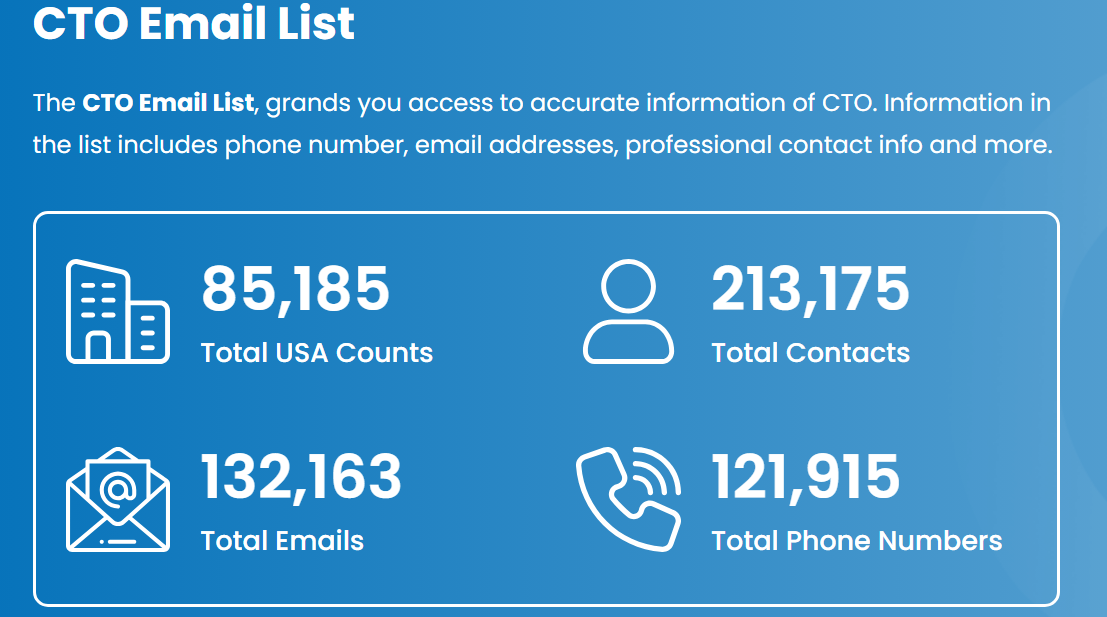 CTO Email List
The CTO Email List, grands you access to accurate information of CTO. Information in
the list includes phone number, email addresses, professional contact info and more.
85,185
Total USA Counts
213,175
Total Contacts
132,163
Total Emails
121,915
Total Phone Numbers